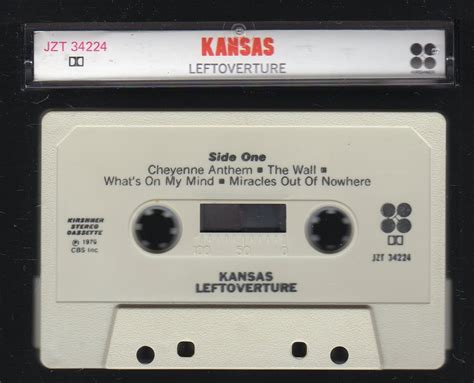 JZT 34224
KANSAS
LEFTOVERTURE
Side One
Cheyenne Anthem ■ The Wall ■
What's On My Mind ■ Miracles Out Of Nowhere
KIRSHNER
STEREO
CASSETTE
℗ 1976
CBS Inc.
100 50 0
JZT 34224
KANSAS
LEFTOVERTURE